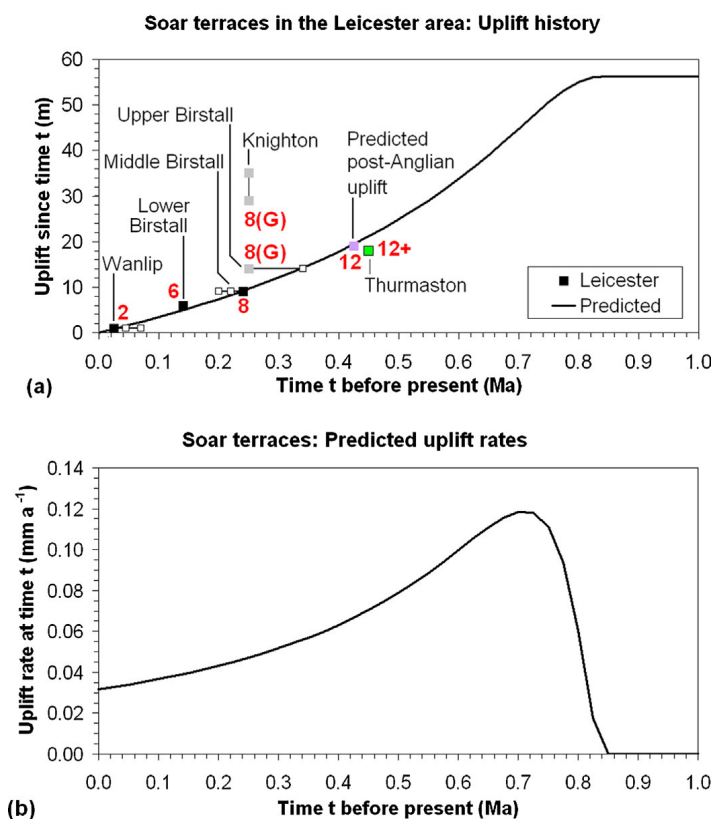 Soar terraces in the Leicester area: Uplift history
Uplift since time t (m)
60
50
40
30
20
10
0
Upper Birstall
Middle Birstall
Lower
Birstall
Wanlip
Knighton
Predicted
post-Anglian
uplift
8(G)
8(G)
12
12+
Thurmaston
2
6
8
Leicester
Predicted
0.0 0.1 0.2 0.3 0.4 0.5 0.6 0.7 0.8 0.9 1.0
(a)
Time t before present (Ma)
Soar terraces: Predicted uplift rates
Uplift rate at time t (mm a⁻¹)
0.14
0.12
0.10
0.08
0.06
0.04
0.02
0.00
0.0 0.1 0.2 0.3 0.4 0.5 0.6 0.7 0.8 0.9 1.0
(b)
Time t before present (Ma)